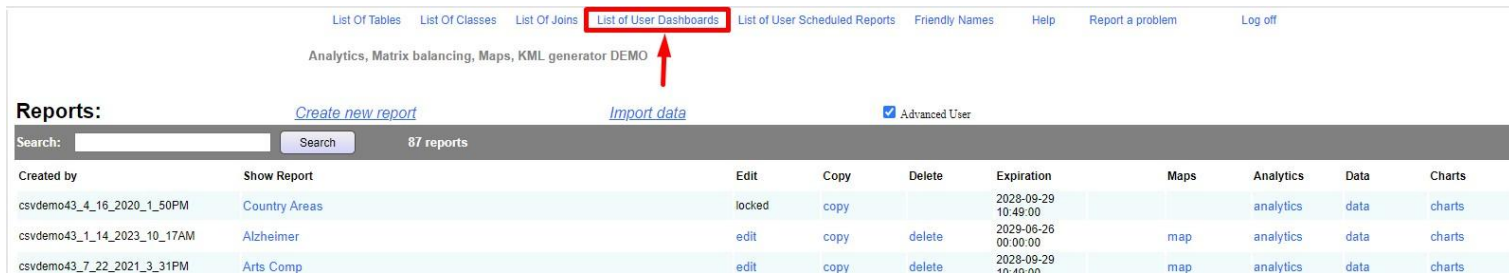 List Of Tables List Of Classes List Of Joins List of User Dashboards List of User Scheduled Reports Friendly Names Help Report a problem Log off
Analytics, Matrix balancing, Maps, KML generator DEMO
Reports: Create new report Import data Advanced User
Search: Search 87 reports
Created by Show Report Edit Copy Delete Expiration Maps Analytics Data Charts
csvdemo43_4_16_2020_1_50PM Country Areas locked copy 2028-09-29 analytics data charts
10:49:00
csvdemo43_1_14_2023_10_17AM Alzheimer edit copy delete 2029-06-26 map analytics data charts
00:00:00
csvdemo43_7_22_2021_3_31PM Arts Comp edit copy delete 2028-09-29 map analytics data charts
10:49:00